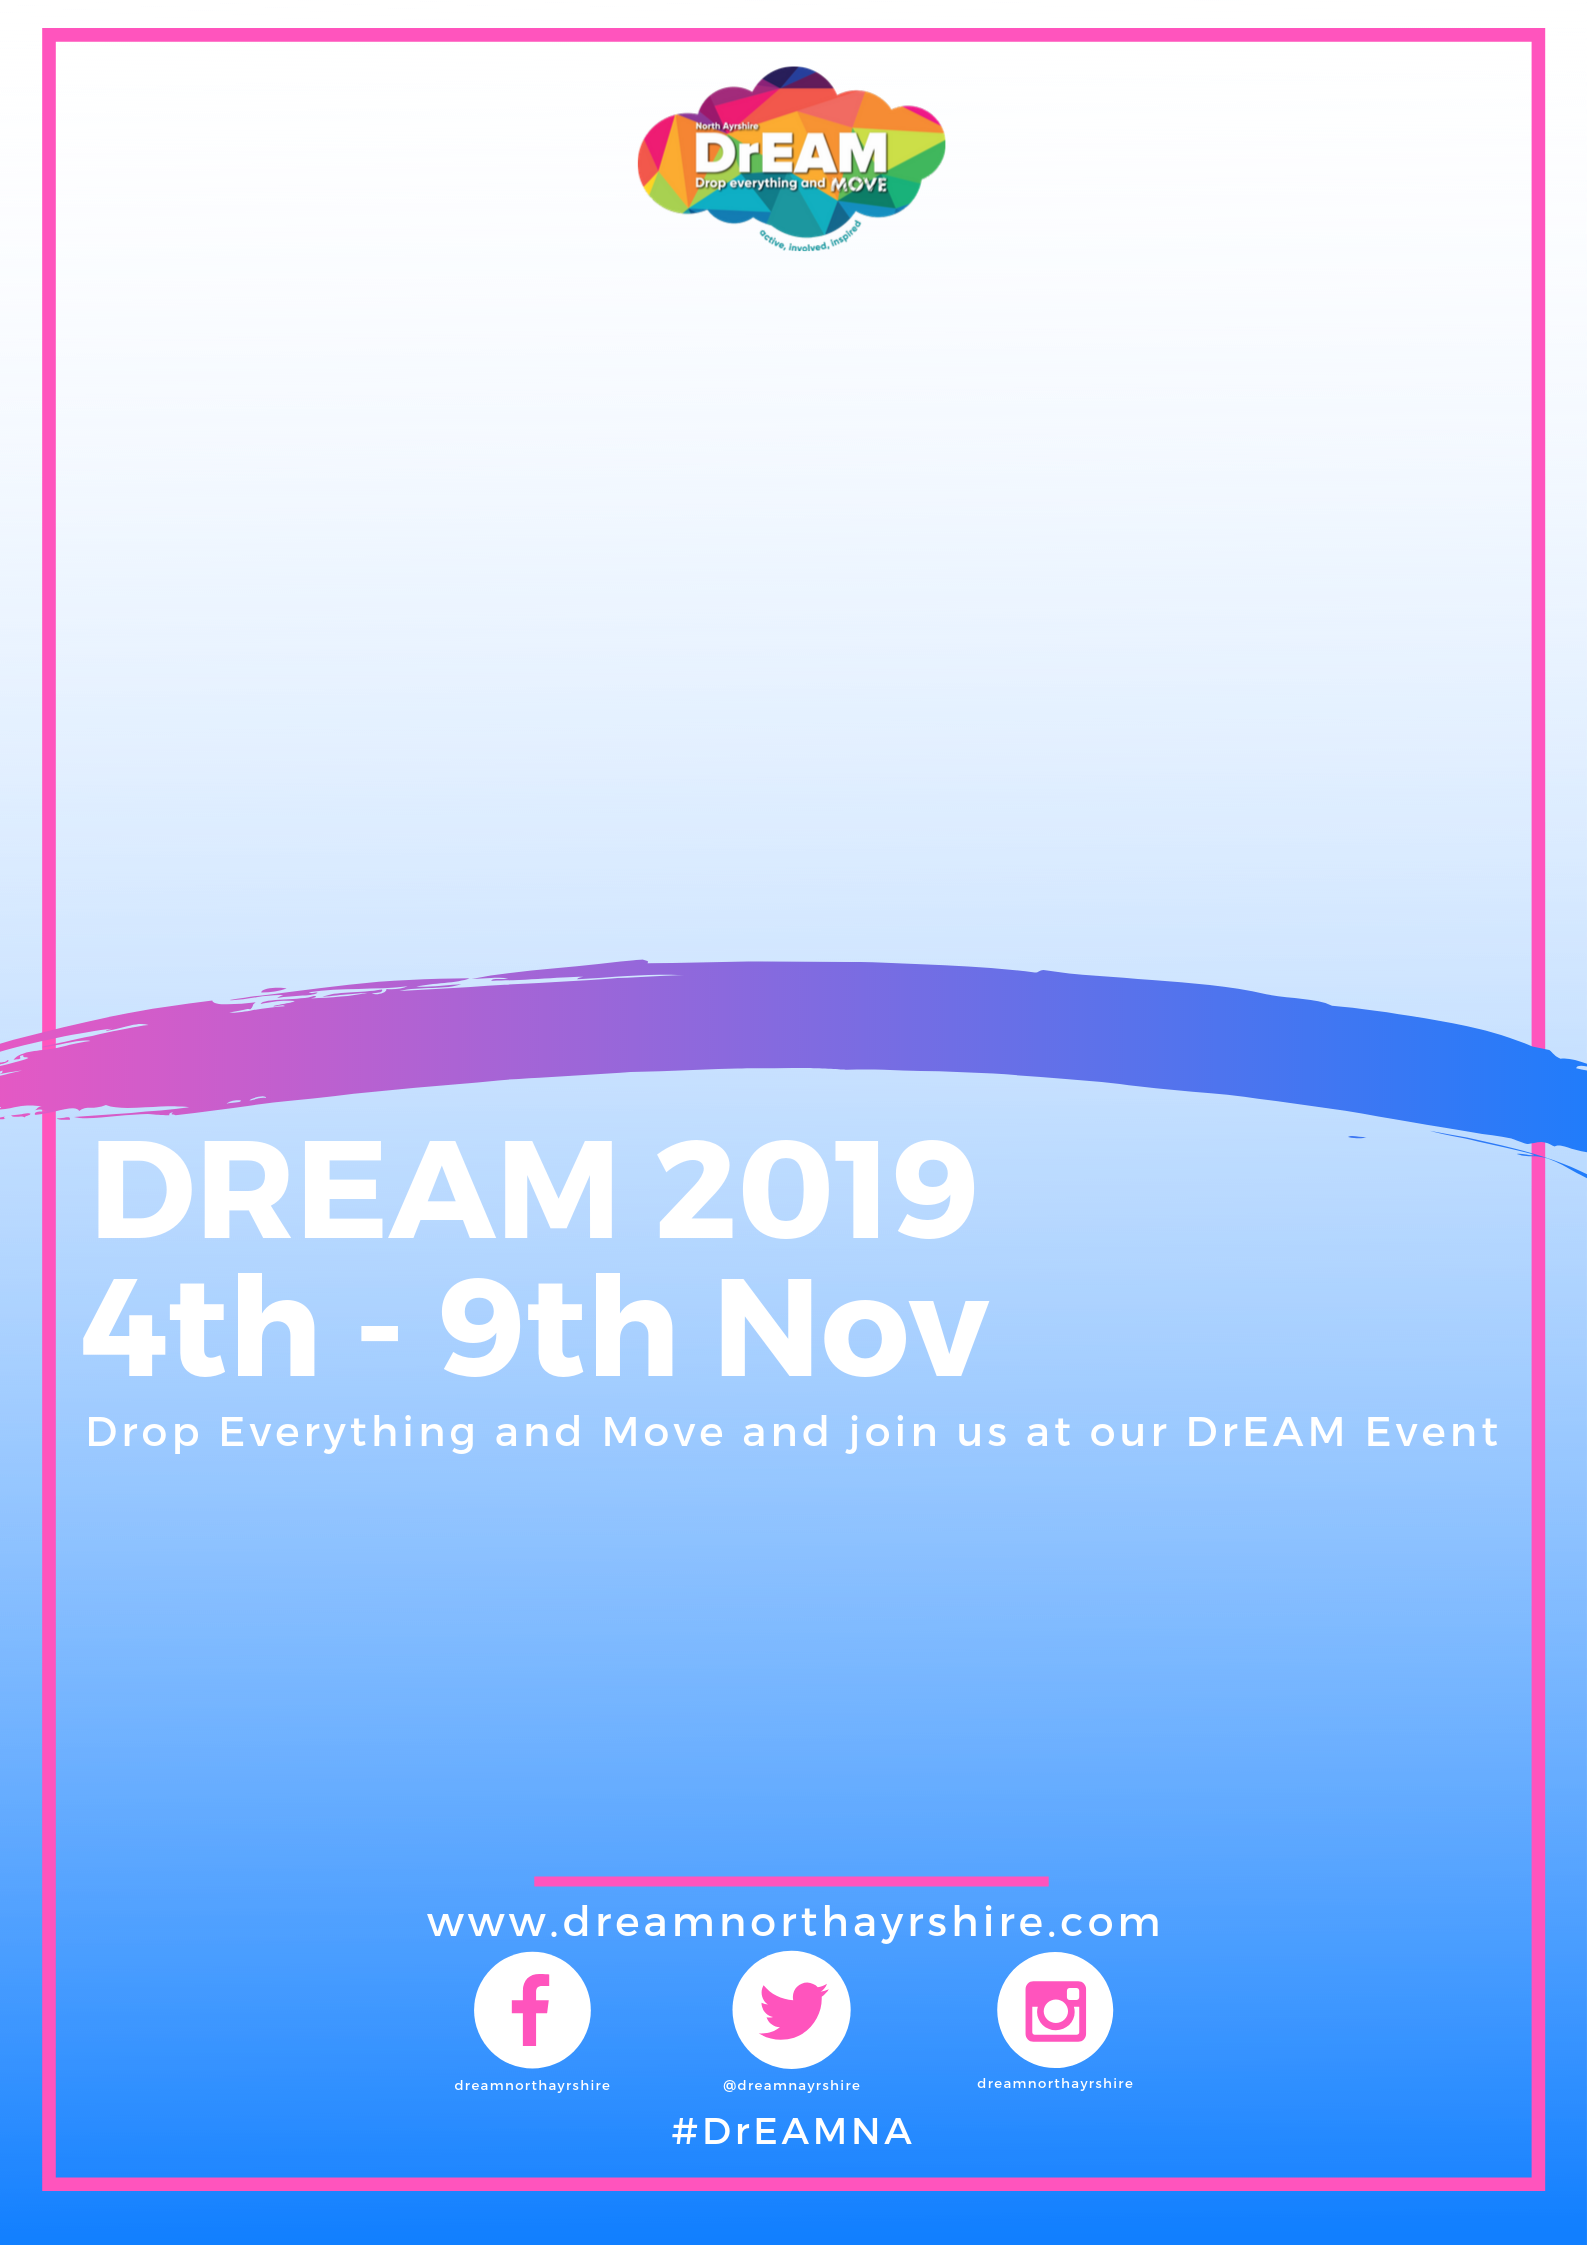 North Ayrshire
DrEAM
Drop everything and MOVE
active, involved, inspired
DREAM 2019
4th - 9th Nov
Drop Everything and Move and join us at our DrEAM Event
www.dreamnorthayrshire.com
dreamnorthayrshire
@dreamnayrshire
dreamnorthayrshire
#DrEAMNA